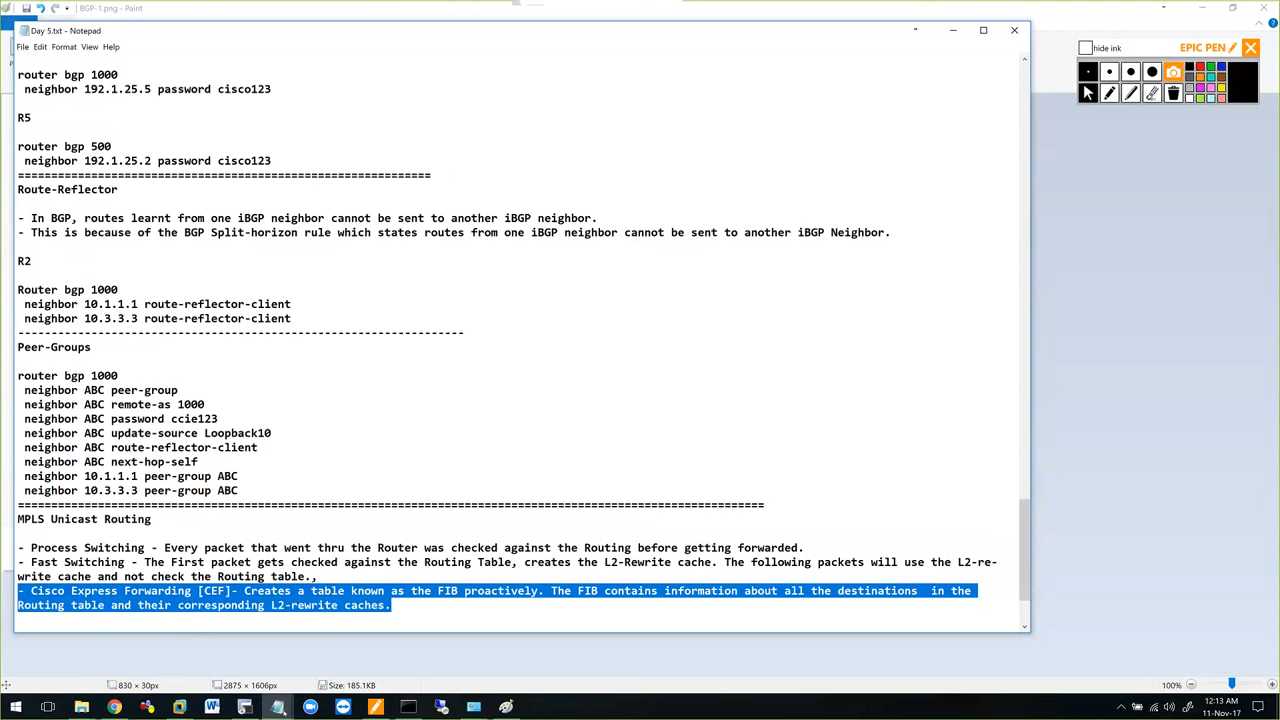 BGP-1.png - Paint
Day 5.txt - Notepad
File Edit Format View Help
hide ink
EPIC PEN
router bgp 1000
neighbor 192.1.25.5 password cisco123
R5
router bgp 500
neighbor 192.1.25.2 password cisco123
==============================================================
Route-Reflector
- In BGP, routes learnt from one iBGP neighbor cannot be sent to another iBGP neighbor.
- This is because of the BGP Split-horizon rule which states routes from one iBGP neighbor cannot be sent to another iBGP Neighbor.
R2
Router bgp 1000
neighbor 10.1.1.1 route-reflector-client
neighbor 10.3.3.3 route-reflector-client
-------------------------------------------------------------------
Peer-Groups
router bgp 1000
neighbor ABC peer-group
neighbor ABC remote-as 1000
neighbor ABC password ccie123
neighbor ABC update-source Loopback10
neighbor ABC route-reflector-client
neighbor ABC next-hop-self
neighbor 10.1.1.1 peer-group ABC
neighbor 10.3.3.3 peer-group ABC
================================================================================================================
MPLS Unicast Routing
- Process Switching - Every packet that went thru the Router was checked against the Routing before getting forwarded.
- Fast Switching - The First packet gets checked against the Routing Table, creates the L2-Rewrite cache. The following packets will use the L2-re-
write cache and not check the Routing table.,
- Cisco Express Forwarding [CEF]- Creates a table known as the FIB proactively. The FIB contains information about all the destinations  in the
Routing table and their corresponding L2-rewrite caches.
830 × 30px
2875 × 1606px
Size: 185.1KB
100%
12:13 AM
11-Nov-17